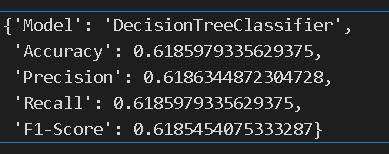 {'Model': 'DecisionTreeClassifier',
'Accuracy': 0.6185979335629375,
'Precision': 0.6186344872304728,
'Recall': 0.6185979335629375,
'F1-Score': 0.6185454075333287}